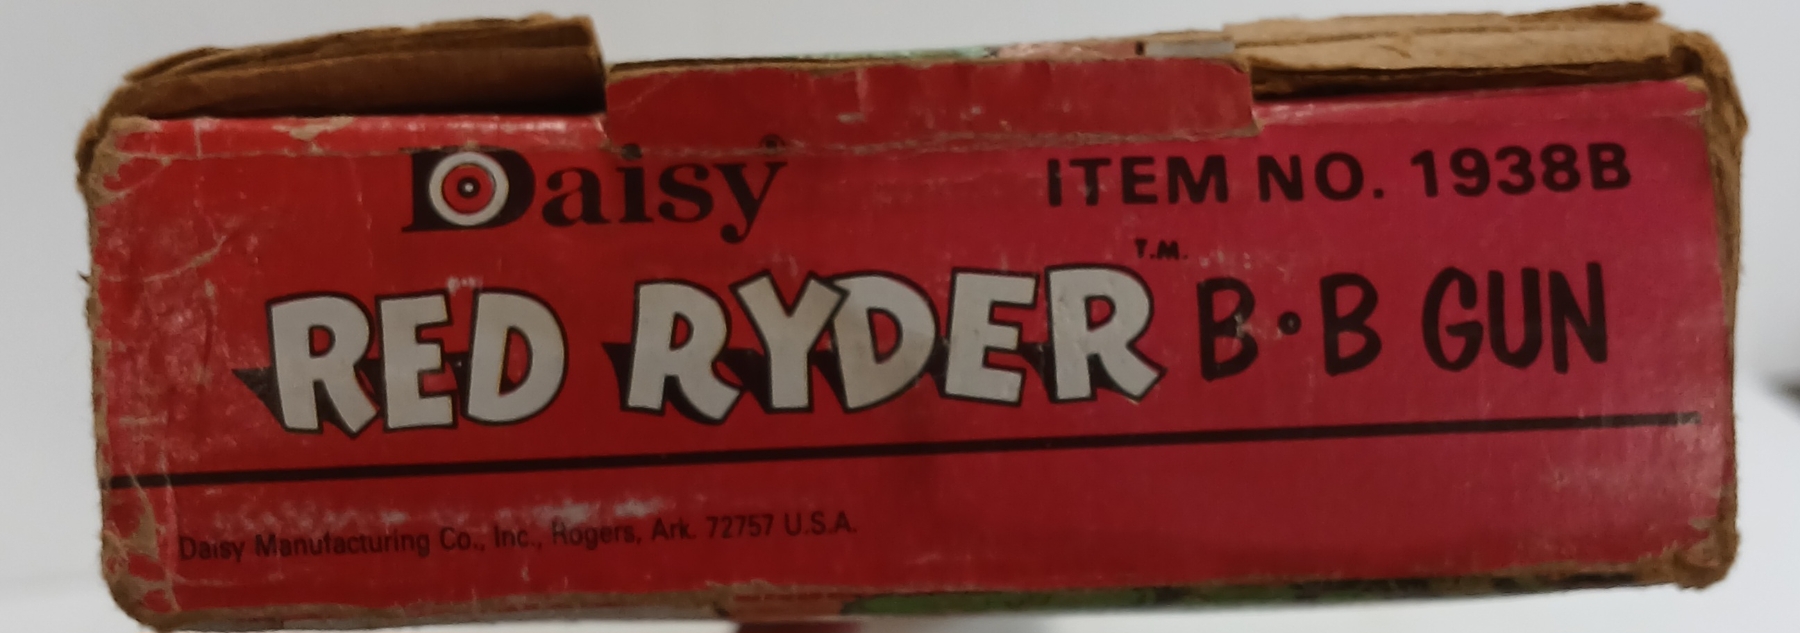 Daisy®
ITEM NO. 1938B
RED RYDER T.M. B•B GUN
Daisy Manufacturing Co., Inc., Rogers, Ark. 72757 U.S.A.